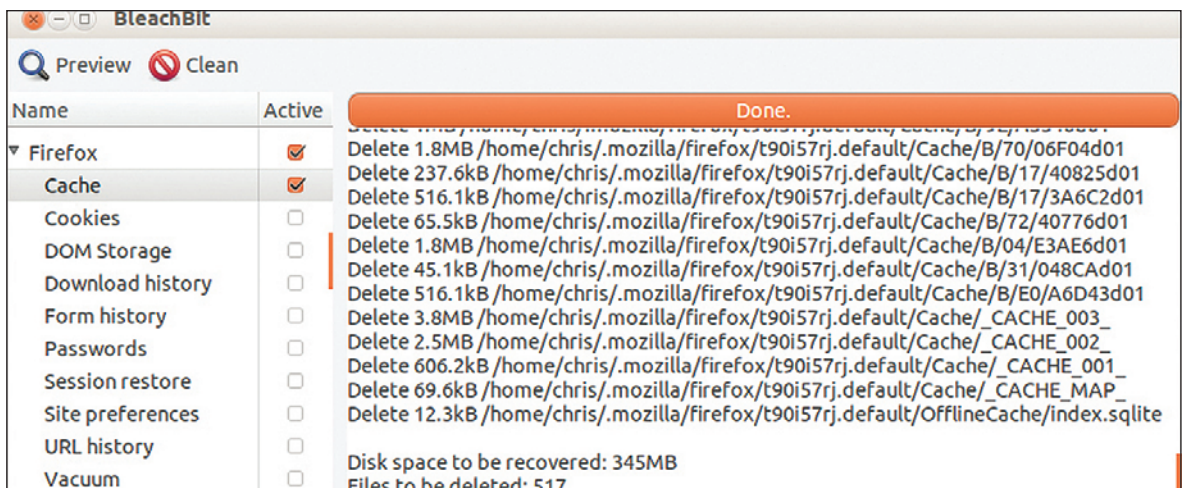 BleachBit
Preview Clean
Name Active
Firefox
Cache
Cookies
DOM Storage
Download history
Form history
Passwords
Session restore
Site preferences
URL history
Vacuum
Done.
Delete 1.8MB /home/chris/.mozilla/firefox/t90i57rj.default/Cache/B/70/06F04d01
Delete 237.6kB /home/chris/.mozilla/firefox/t90i57rj.default/Cache/B/17/40825d01
Delete 516.1kB /home/chris/.mozilla/firefox/t90i57rj.default/Cache/B/17/3A6C2d01
Delete 65.5kB /home/chris/.mozilla/firefox/t90i57rj.default/Cache/B/72/40776d01
Delete 1.8MB /home/chris/.mozilla/firefox/t90i57rj.default/Cache/B/04/E3AE6d01
Delete 45.1kB /home/chris/.mozilla/firefox/t90i57rj.default/Cache/B/31/048CAd01
Delete 516.1kB /home/chris/.mozilla/firefox/t90i57rj.default/Cache/B/E0/A6D43d01
Delete 3.8MB /home/chris/.mozilla/firefox/t90i57rj.default/Cache/_CACHE_003_
Delete 2.5MB /home/chris/.mozilla/firefox/t90i57rj.default/Cache/_CACHE_002_
Delete 606.2kB /home/chris/.mozilla/firefox/t90i57rj.default/Cache/_CACHE_001_
Delete 69.6kB /home/chris/.mozilla/firefox/t90i57rj.default/Cache/_CACHE_MAP_
Delete 12.3kB /home/chris/.mozilla/firefox/t90i57rj.default/OfflineCache/index.sqlite
Disk space to be recovered: 345MB
Files to be deleted: 517